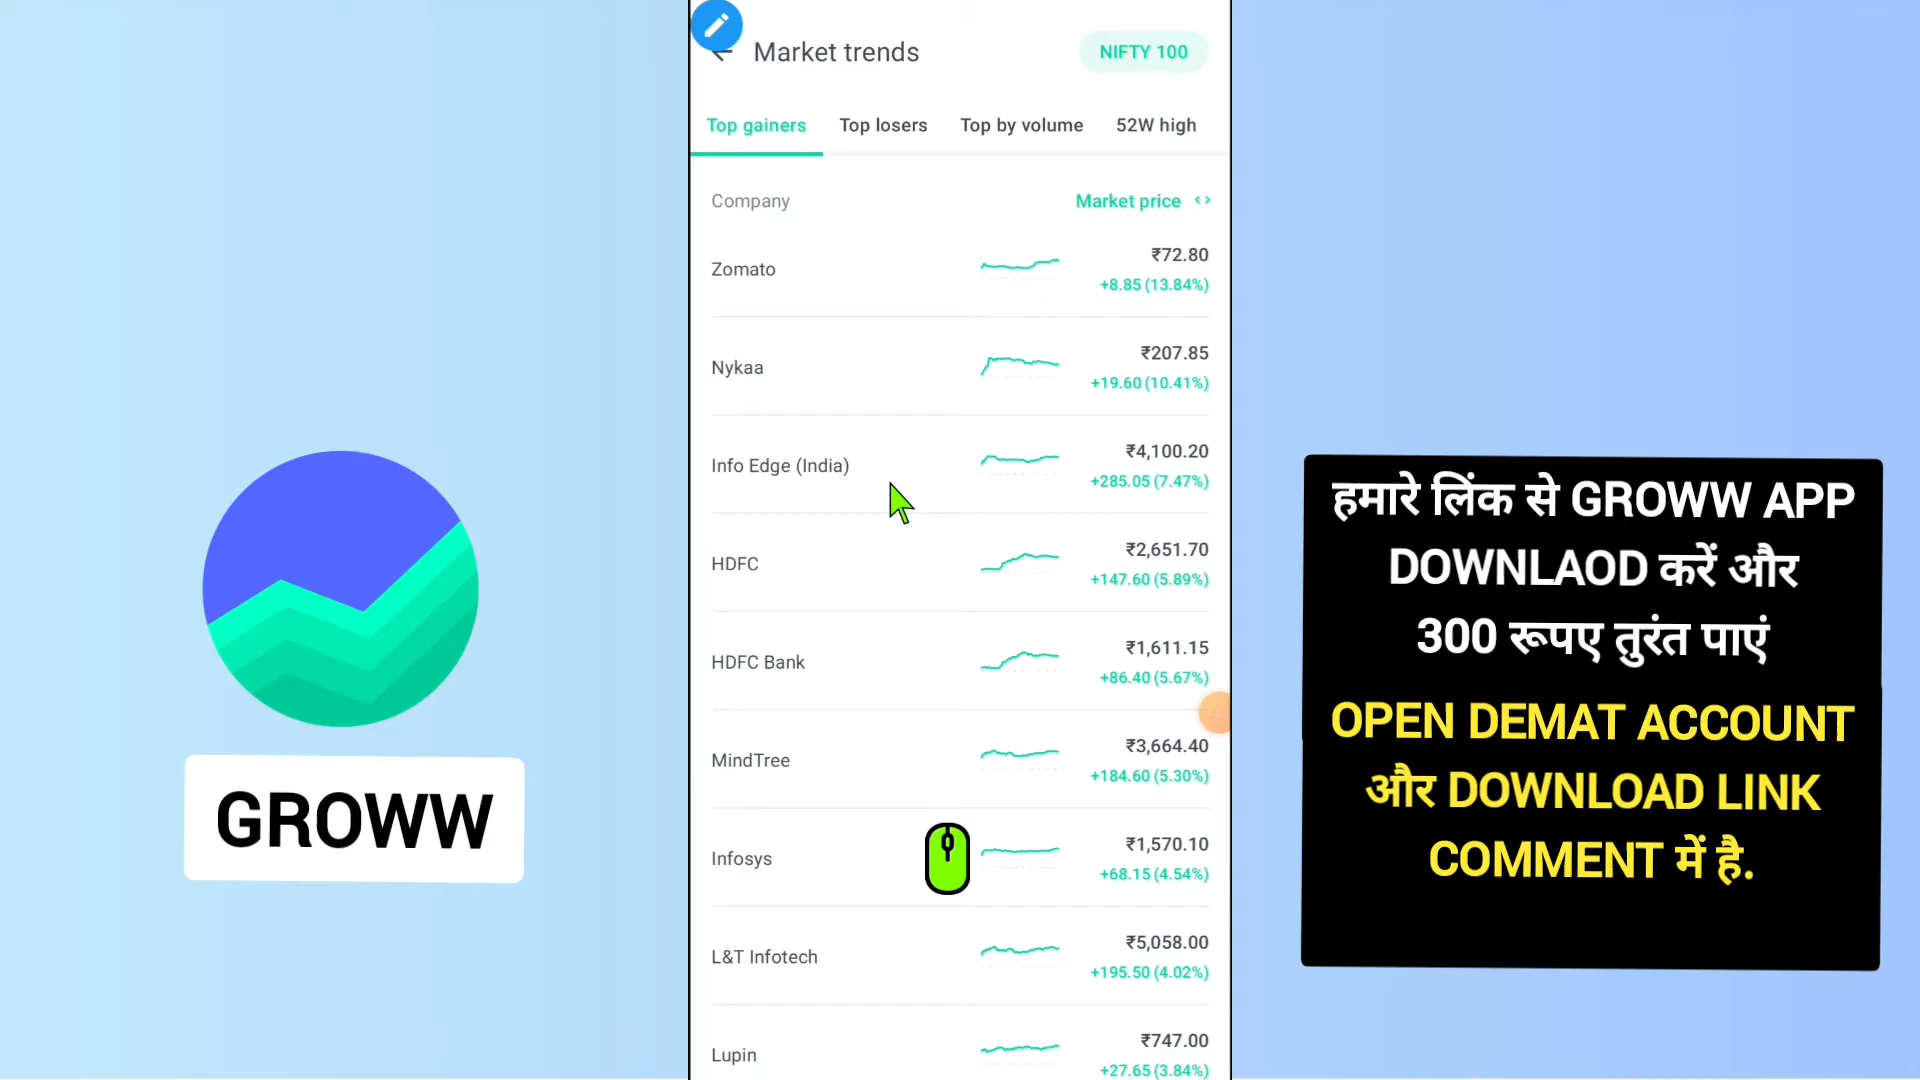 Market trends
NIFTY 100
Top gainers
Top losers
Top by volume
52W high
Company
Market price
Zomato
₹72.80
+8.85 (13.84%)
Nykaa
₹207.85
+19.60 (10.41%)
Info Edge (India)
₹4,100.20
+285.05 (7.47%)
HDFC
₹2,651.70
+147.60 (5.89%)
HDFC Bank
₹1,611.15
+86.40 (5.67%)
MindTree
₹3,664.40
+184.60 (5.30%)
Infosys
₹1,570.10
+68.15 (4.54%)
L&T Infotech
₹5,058.00
+195.50 (4.02%)
Lupin
₹747.00
+27.65 (3.84%)
GROWW
हमारे लिंक से GROWW APP
DOWNLAOD करें और
300 रूपए तुरंत पाएं
OPEN DEMAT ACCOUNT
और DOWNLOAD LINK
COMMENT में है.